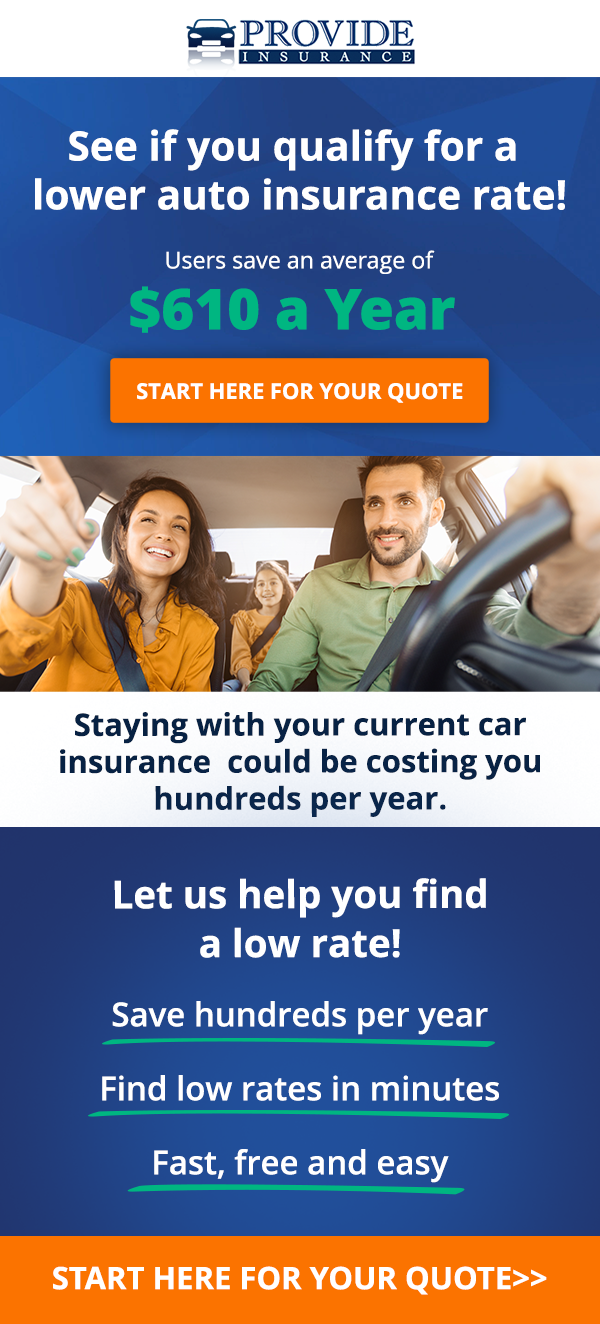 PROVIDE
INSURANCE
See if you qualify for a
lower auto insurance rate!
Users save an average of
$610 a Year
START HERE FOR YOUR QUOTE
Staying with your current car
insurance  could be costing you
hundreds per year.
Let us help you find
a low rate!
Save hundreds per year
Find low rates in minutes
Fast, free and easy
START HERE FOR YOUR QUOTE>>